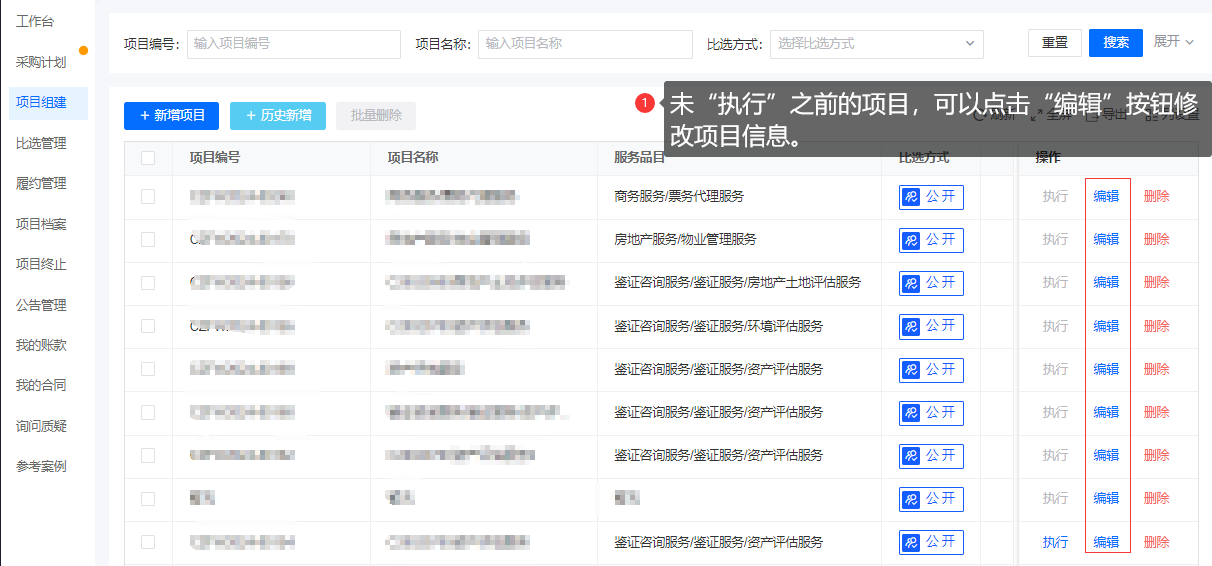 工作台
采购计划
项目组建
比选管理
履约管理
项目档案
项目终止
公告管理
我的账款
我的合同
询问质疑
参考案例
项目编号: 输入项目编号 项目名称: 输入项目名称 比选方式: 选择比选方式 重置 搜索 展开
+ 新增项目 + 历史新增 批量删除
1 未“执行”之前的项目，可以点击“编辑”按钮修
改项目信息。
项目编号 项目名称 服务品目 比选方式 操作
商务服务/票务代理服务 公开 执行 编辑 删除
房地产服务/物业管理服务 公开 执行 编辑 删除
鉴证咨询服务/鉴证服务/房地产土地评估服务 公开 执行 编辑 删除
鉴证咨询服务/鉴证服务/环境评估服务 公开 执行 编辑 删除
鉴证咨询服务/鉴证服务/资产评估服务 公开 执行 编辑 删除
鉴证咨询服务/鉴证服务/资产评估服务 公开 执行 编辑 删除
鉴证咨询服务/鉴证服务/资产评估服务 公开 执行 编辑 删除
公开 执行 编辑 删除
鉴证咨询服务/鉴证服务/资产评估服务 公开 执行 编辑 删除